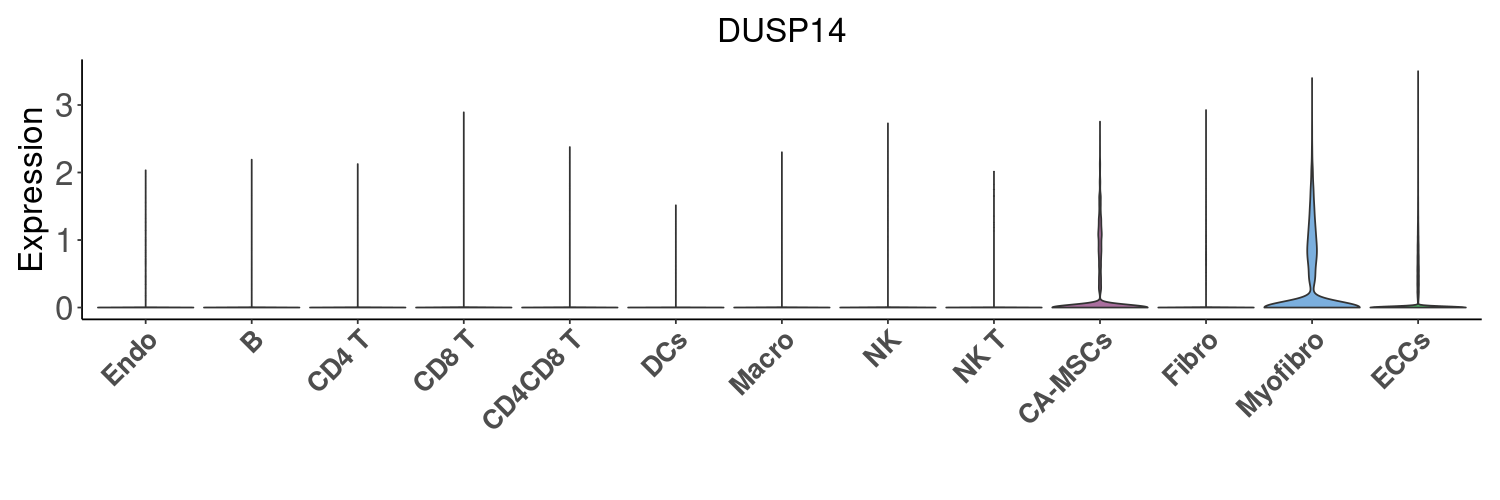 DUSP14
Expression
3
2
1
0
Endo
B
CD4 T
CD8 T
CD4CD8 T
DCs
Macro
NK
NK T
CA-MSCs
Fibro
Myofibro
ECCs